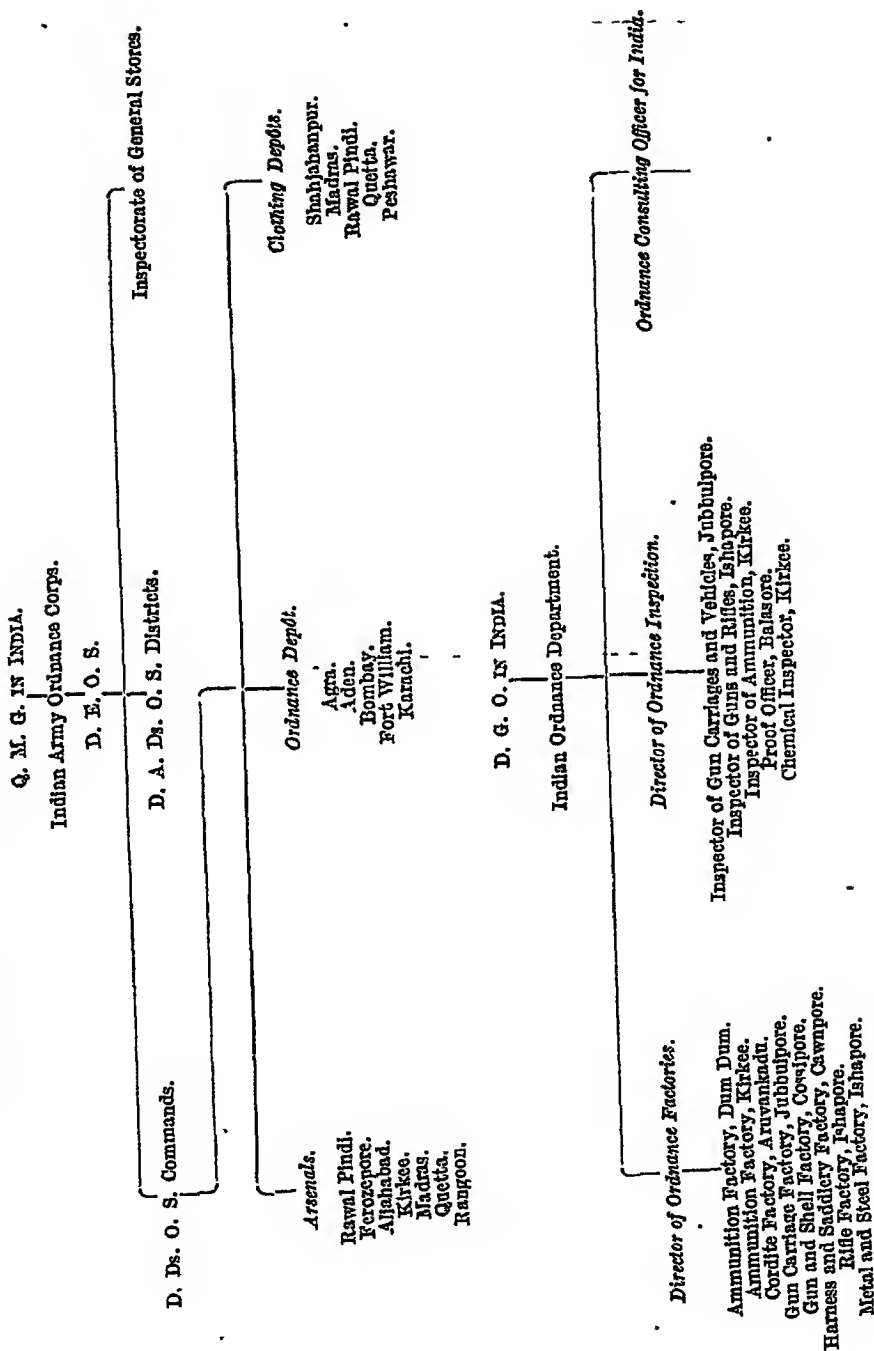 Q. M. G. IN INDIA.
Indian Army Ordnance Corps.
D. E. O. S.
D. Ds. O. S. Commands.
D. A. Ds. O. S. Districts.
Inspectorate of General Stores.
Arsenals.
Rawal Pindi.
Ferozepore.
Allahabad.
Kirkee.
Madras.
Quetta.
Rangoon.
Ordnance Depôt.
Agra.
Aden.
Bombay.
Fort William.
Karachi.
Clothing Depôts.
Shahjahanpur.
Madras.
Rawal Pindi.
Quetta.
Peshawar.
D. G. O. IN INDIA.
Indian Ordnance Department.
Director of Ordnance Factories.
Ammunition Factory, Dum Dum.
Ammunition Factory, Kirkee.
Cordite Factory, Aruvankadu.
Gun Carriage Factory, Jubbulpore.
Gun and Shell Factory, Cossipore.
Harness and Saddlery Factory, Cawnpore.
Rifle Factory, Ishapore.
Metal and Steel Factory, Ishapore.
Director of Ordnance Inspection.
Inspector of Gun Carriages and Vehicles, Jubbulpore.
Inspector of Guns and Rifles, Ishapore.
Inspector of Ammunition, Kirkee.
Proof Officer, Balasore.
Chemical Inspector, Kirkee.
Ordnance Consulting Officer for India.